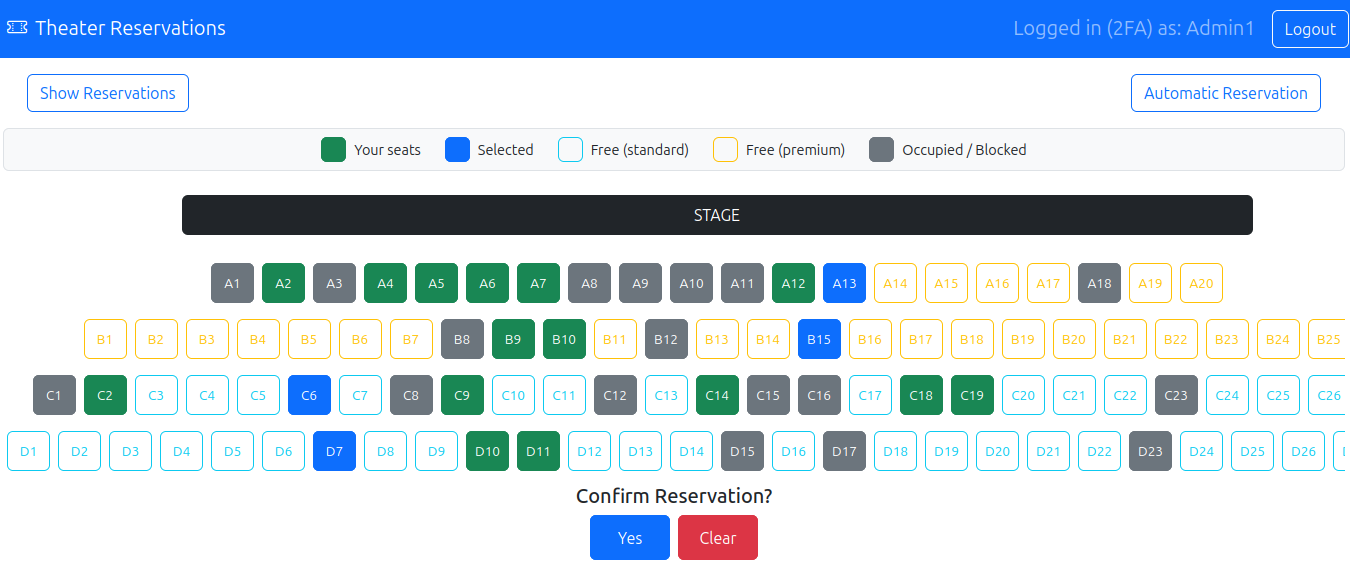 Theater Reservations Logged in (2FA) as: Admin1 Logout
Show Reservations Automatic Reservation
Your seats Selected Free (standard) Free (premium) Occupied / Blocked
STAGE
A1 A2 A3 A4 A5 A6 A7 A8 A9 A10 A11 A12 A13 A14 A15 A16 A17 A18 A19 A20
B1 B2 B3 B4 B5 B6 B7 B8 B9 B10 B11 B12 B13 B14 B15 B16 B17 B18 B19 B20 B21 B22 B23 B24 B25
C1 C2 C3 C4 C5 C6 C7 C8 C9 C10 C11 C12 C13 C14 C15 C16 C17 C18 C19 C20 C21 C22 C23 C24 C25 C26
D1 D2 D3 D4 D5 D6 D7 D8 D9 D10 D11 D12 D13 D14 D15 D16 D17 D18 D19 D20 D21 D22 D23 D24 D25 D26
Confirm Reservation?
Yes Clear